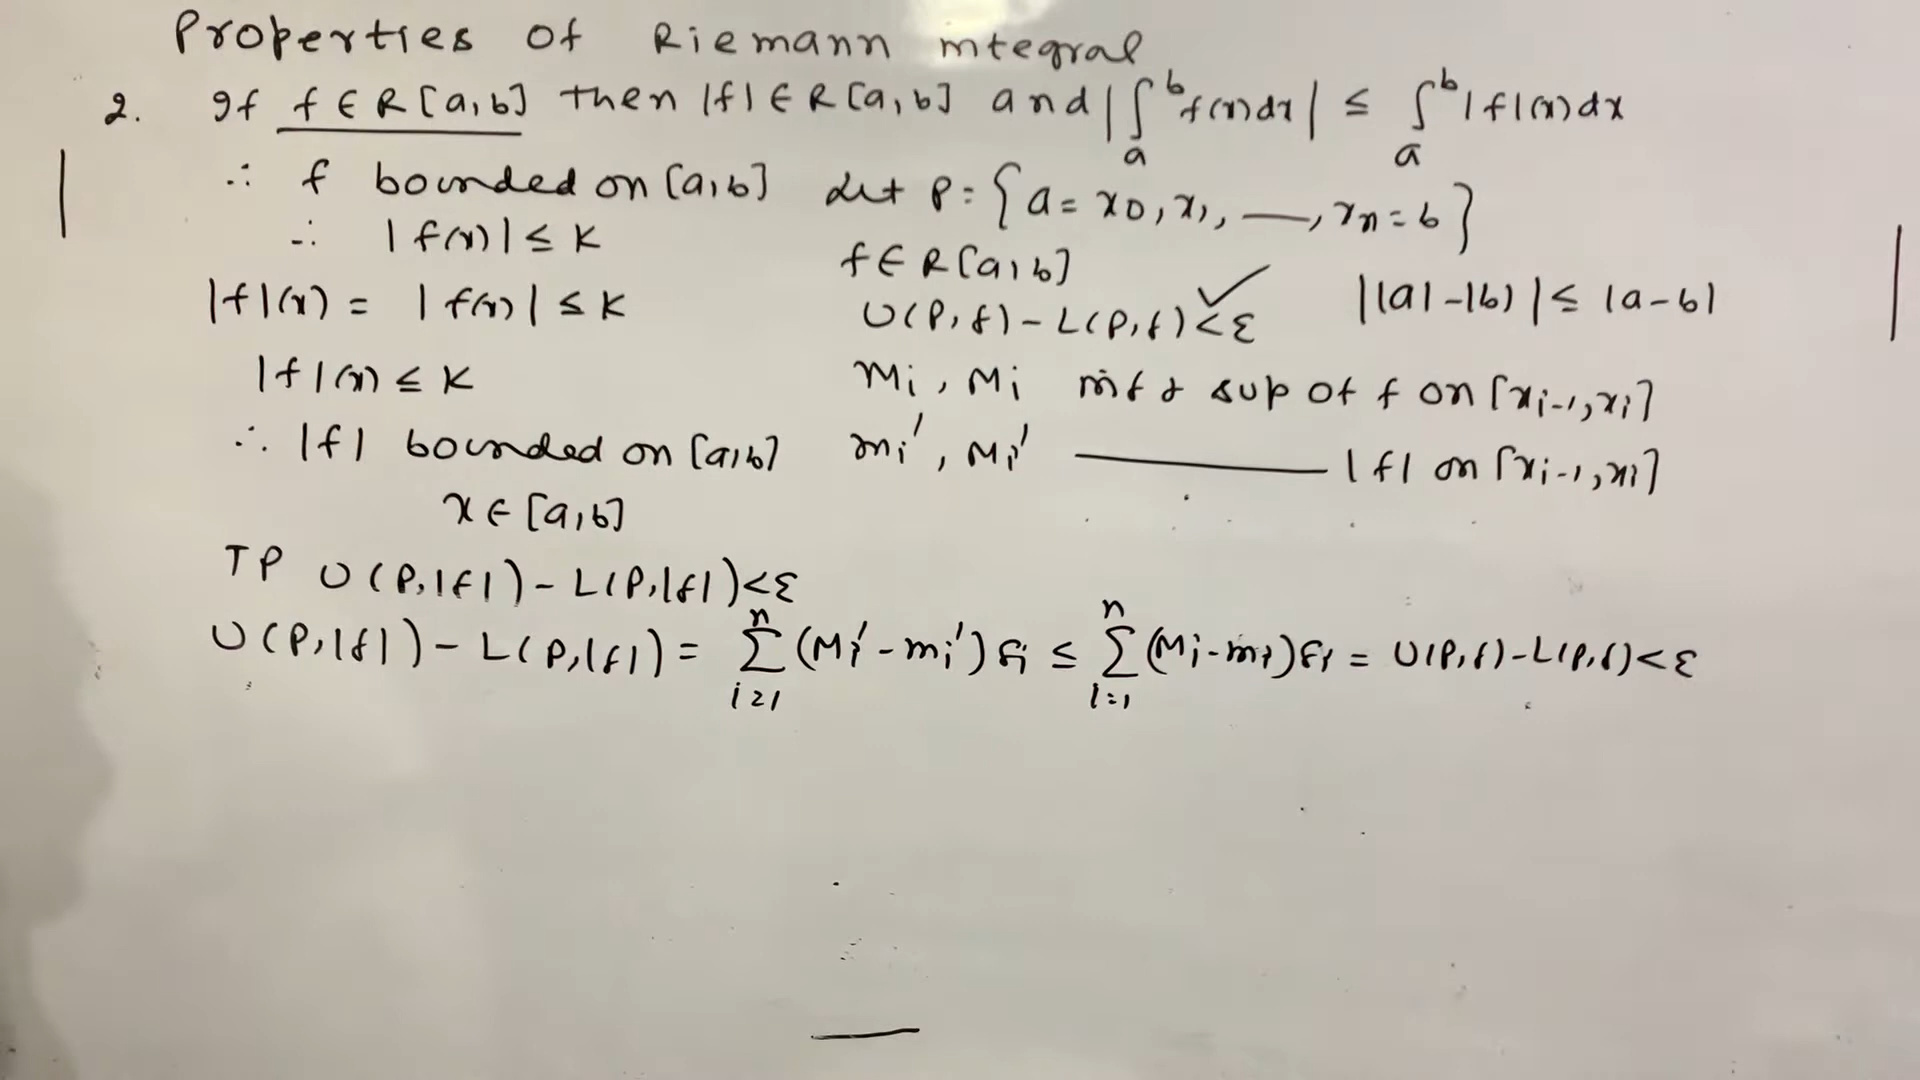 Properties of Riemann integral
2. If f ∈ R[a,b] then |f| ∈ R[a,b] and |∫_a^b f(x)dx| ≤ ∫_a^b |f|(x)dx
∴ f bounded on [a,b]
∴ |f(x)| ≤ K
|f|(x) = |f(x)| ≤ K
|f|(x) ≤ K
∴ |f| bounded on [a,b]
x ∈ [a,b]
Let P = {a = x0, x1, —, xn = b}
f ∈ R[a,b]
U(P,f) - L(P,f) < ε ✓
||a| - |b)| ≤ |a-b|
mi, Mi inf & sup of f on [xi-1, xi]
mi', Mi' ——— |f| on [xi-1, xi]
TP U(P,|f|) - L(P,|f|) < ε
U(P,|f|) - L(P,|f|) = Σ_{i=1}^n (Mi' - mi') δi ≤ Σ_{i=1}^n (Mi - mi) δi = U(P,f) - L(P,f) < ε